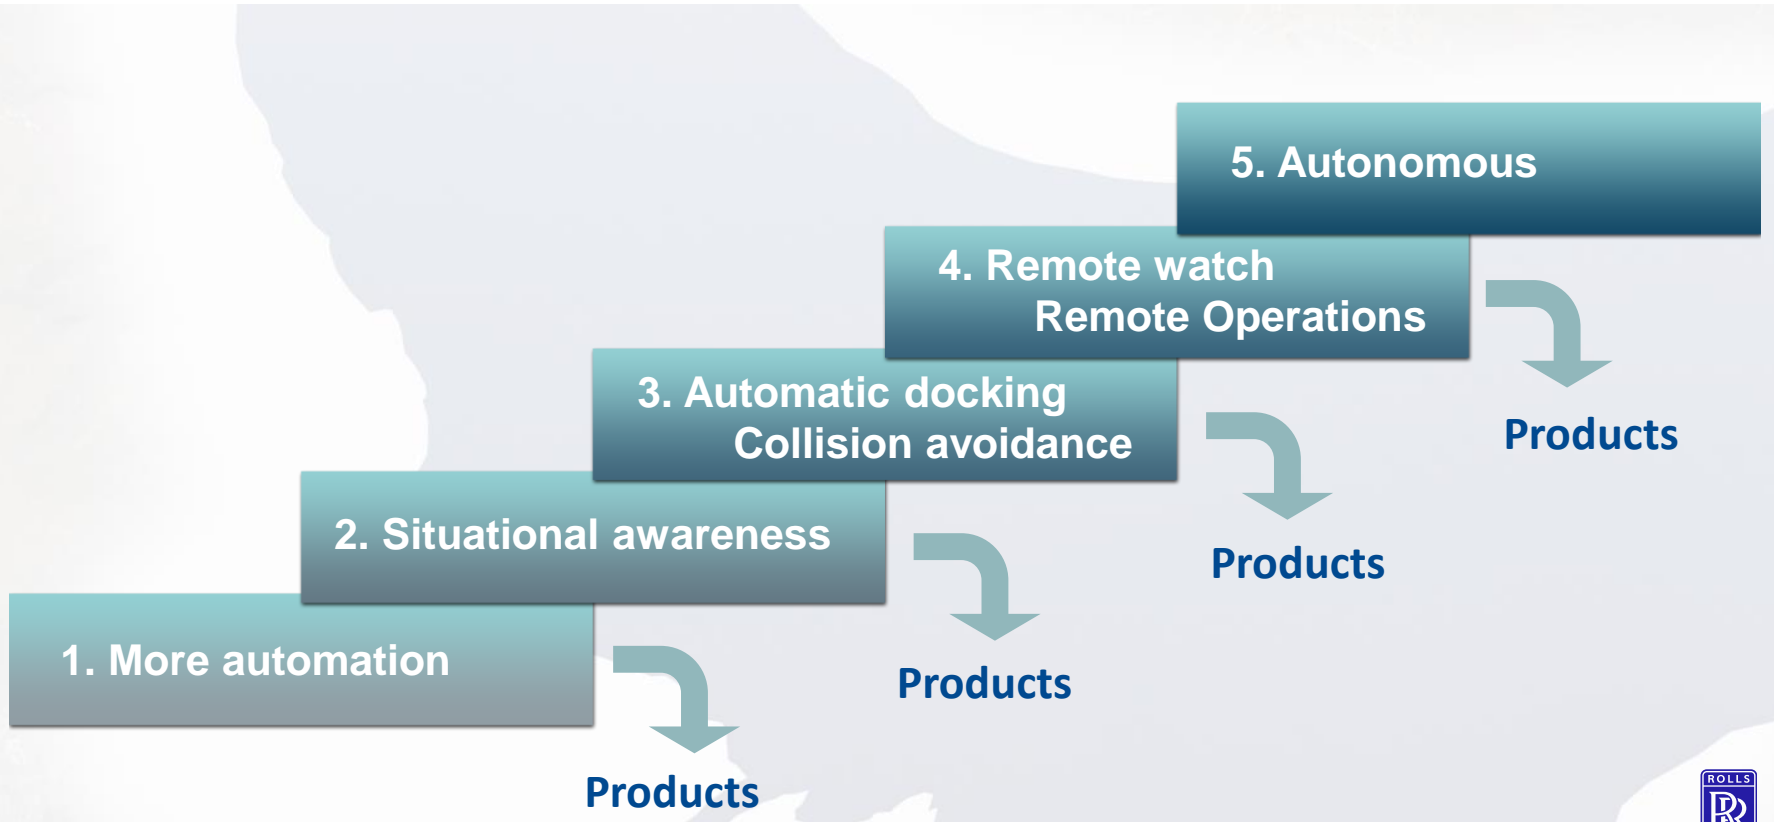 5. Autonomous
4. Remote watch
Remote Operations
3. Automatic docking
Collision avoidance
Products
2. Situational awareness
Products
1. More automation
Products
Products
ROLLS
RR